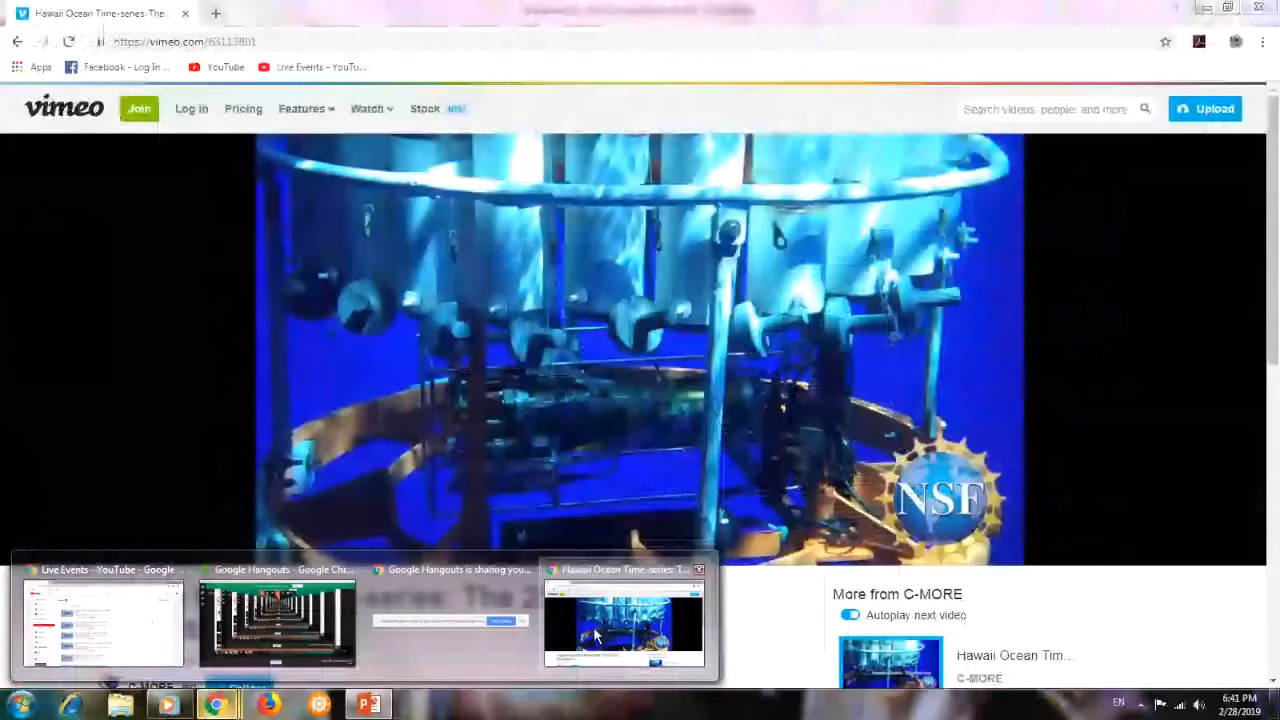 Hawaii Ocean Time-series-The...
https://vimeo.com/63113801
Apps Facebook - Log In... YouTube Live Events - YouTu...
vimeo Join Log in Pricing Features Watch Stock NEW Search videos, people, and more Upload
NSF
Live Events - YouTube - Google ... Google Hangouts - Google Chr... Google Hangouts is sharing you... Hawaii Ocean Time-series: T...
More from C-MORE
Autoplay next video
Hawaii Ocean Tim...
C-MORE
EN 6:41 PM
2/28/2019